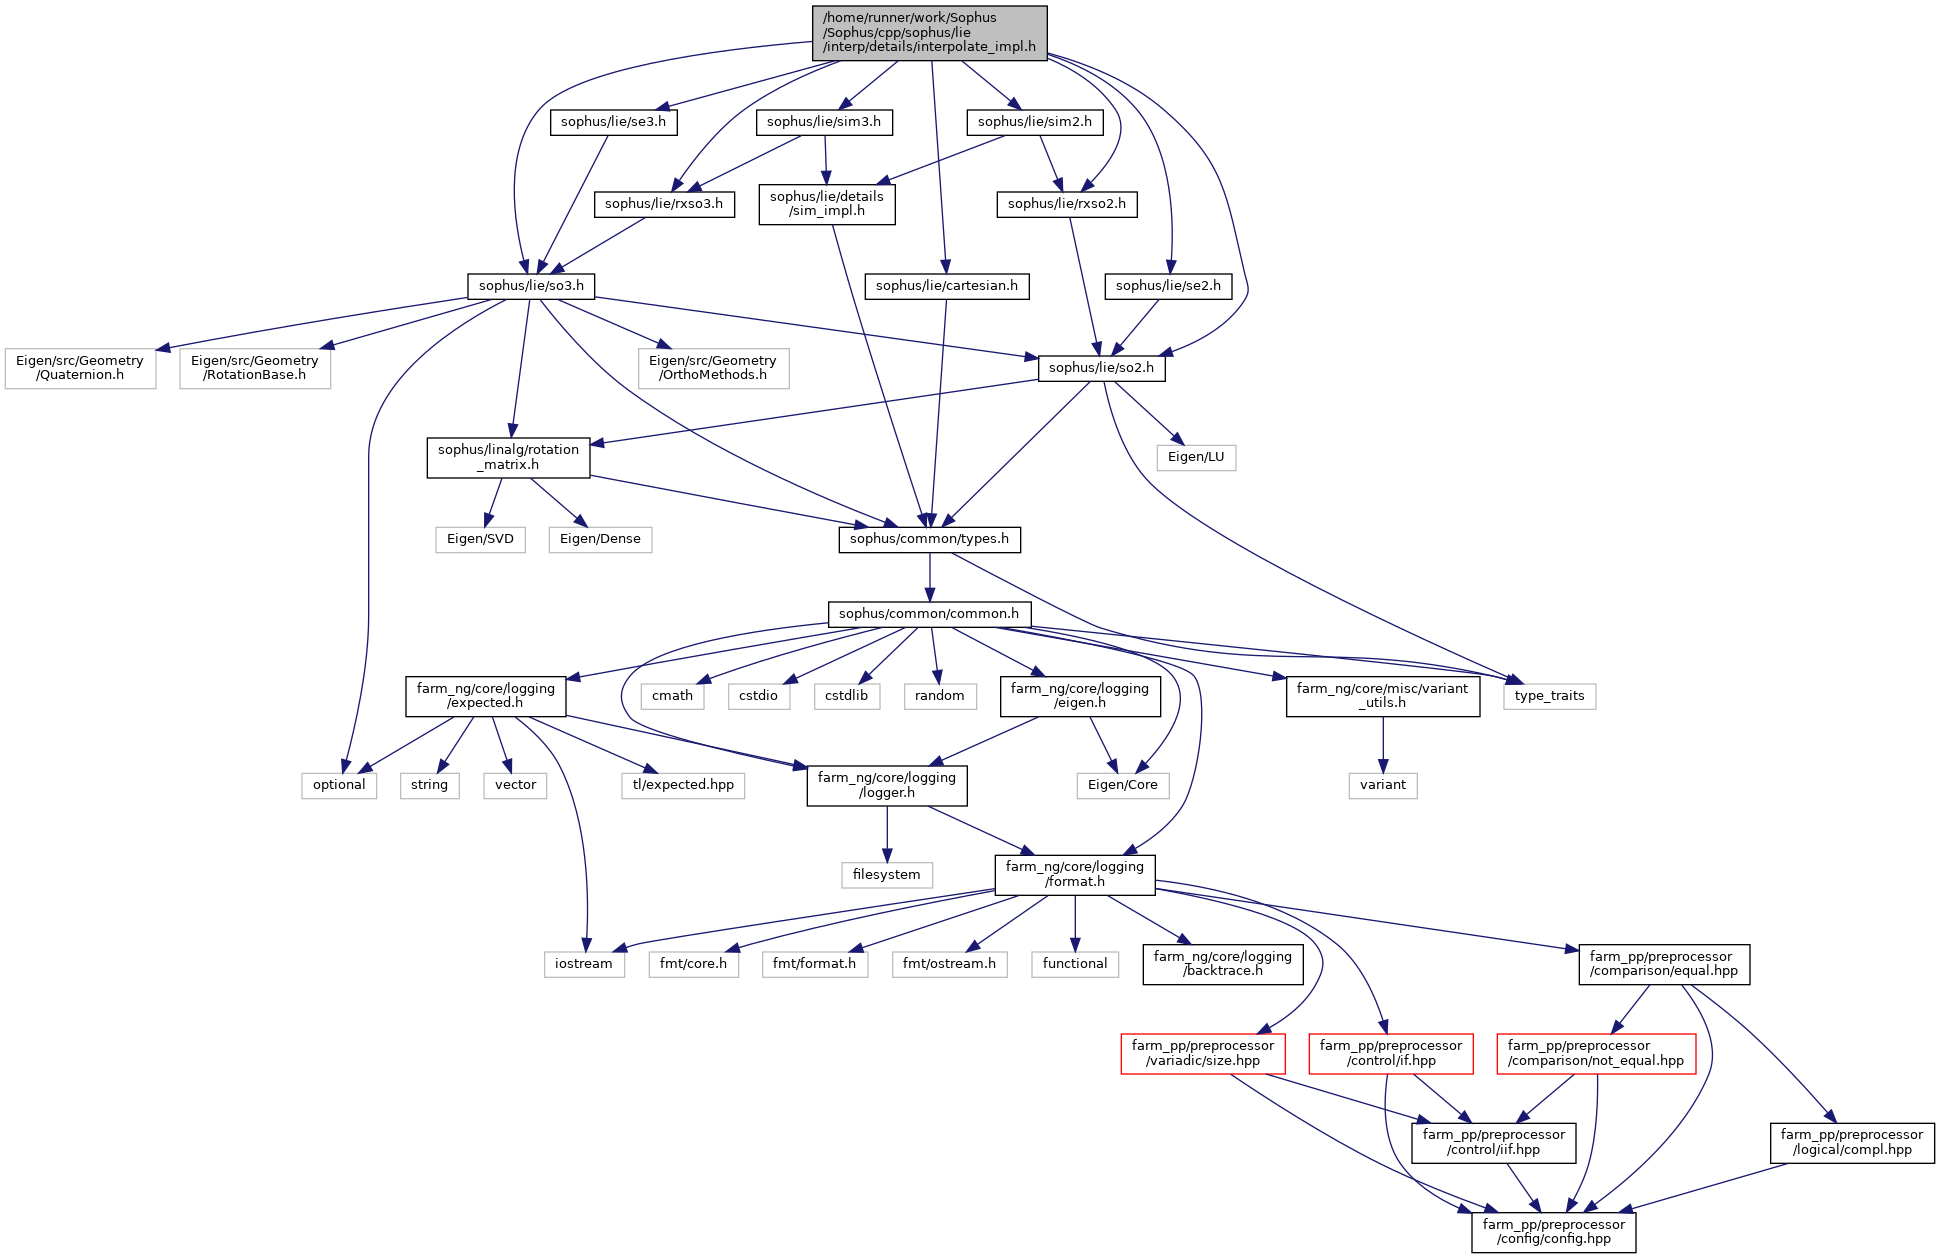 /home/runner/work/Sophus
/Sophus/cpp/sophus/lie
/interp/details/interpolate_impl.h
sophus/lie/se3.h
sophus/lie/sim3.h
sophus/lie/sim2.h
sophus/lie/rxso3.h
sophus/lie/details
/sim_impl.h
sophus/lie/rxso2.h
sophus/lie/so3.h
sophus/lie/cartesian.h
sophus/lie/se2.h
Eigen/src/Geometry
/Quaternion.h
Eigen/src/Geometry
/RotationBase.h
Eigen/src/Geometry
/OrthoMethods.h
sophus/lie/so2.h
sophus/linalg/rotation
_matrix.h
Eigen/LU
Eigen/SVD
Eigen/Dense
sophus/common/types.h
sophus/common/common.h
farm_ng/core/logging
/expected.h
cmath
cstdio
cstdlib
random
farm_ng/core/logging
/eigen.h
farm_ng/core/misc/variant
_utils.h
type_traits
optional
string
vector
tl/expected.hpp
farm_ng/core/logging
/logger.h
Eigen/Core
variant
filesystem
farm_ng/core/logging
/format.h
iostream
fmt/core.h
fmt/format.h
fmt/ostream.h
functional
farm_ng/core/logging
/backtrace.h
farm_pp/preprocessor
/comparison/equal.hpp
farm_pp/preprocessor
/variadic/size.hpp
farm_pp/preprocessor
/control/if.hpp
farm_pp/preprocessor
/comparison/not_equal.hpp
farm_pp/preprocessor
/control/iif.hpp
farm_pp/preprocessor
/logical/compl.hpp
farm_pp/preprocessor
/config/config.hpp